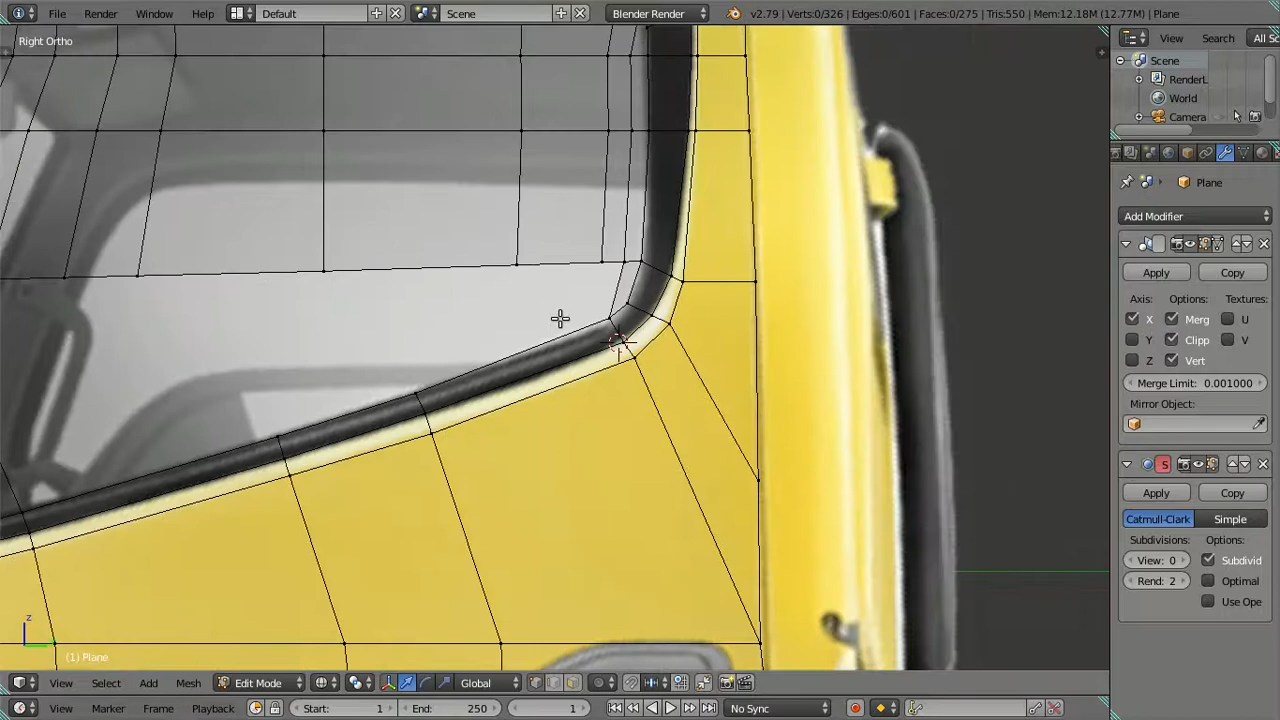 File Render Window Help Default Scene Blender Render v2.79 | Verts:0/326 | Edges:0/601 | Faces:0/275 | Tris:550 | Mem:12.18M (12.77M) | Plane
Right Ortho
View Search All Sc
Scene
RenderL
World
Camera
Plane
Add Modifier
Apply Copy
Axis: Options: Textures:
X Merg U
Y Clipp V
Z Vert
Merge Limit: 0.001000
Mirror Object:
S
Apply Copy
Catmull-Clark Simple
Subdivisions: Options:
View: 0 Subdivid
Rend: 2 Optimal
Use Ope
z
y
(1) Plane
View Select Add Mesh Edit Mode Global
View Marker Frame Playback Start: 1 End: 250 1 No Sync